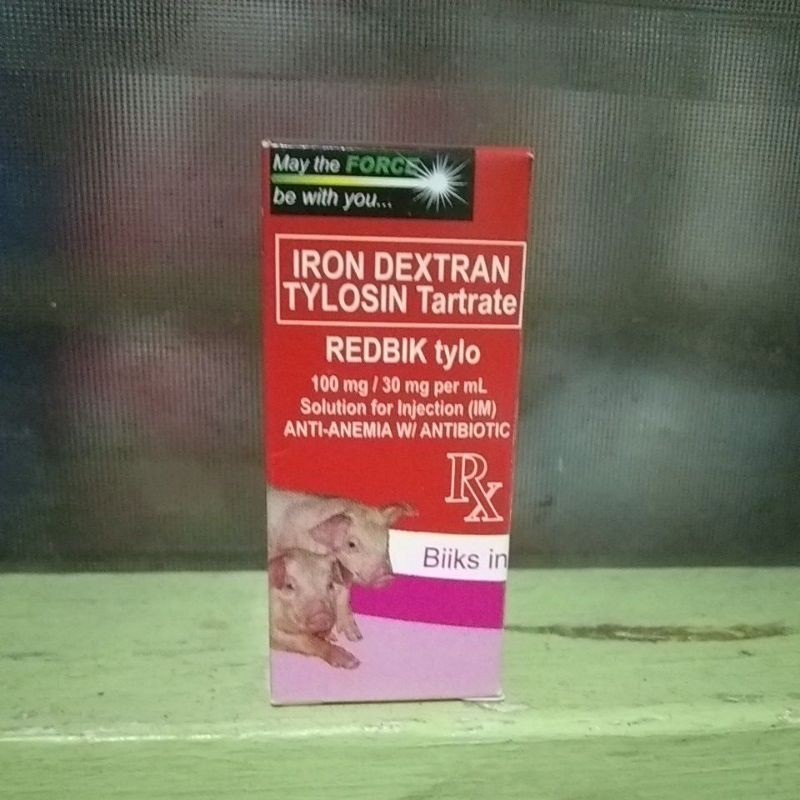 May the FORCE
be with you...
IRON DEXTRAN
TYLOSIN Tartrate
REDBIK tylo
100 mg / 30 mg per mL
Solution for Injection (IM)
ANTI-ANEMIA W/ ANTIBIOTIC
Rx
Biiks in